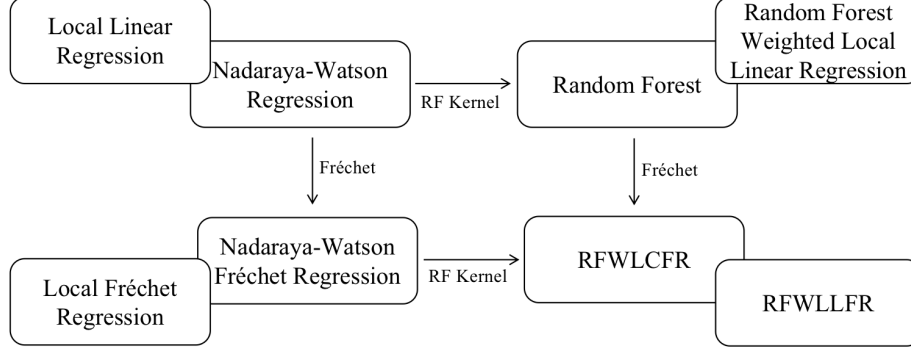 Local Linear
Regression
Nadaraya-Watson
Regression
RF Kernel
Random Forest
Random Forest
Weighted Local
Linear Regression
Fréchet
Fréchet
Nadaraya-Watson
Fréchet Regression
Local Fréchet
Regression
RF Kernel
RFWLCFR
RFWLLFR